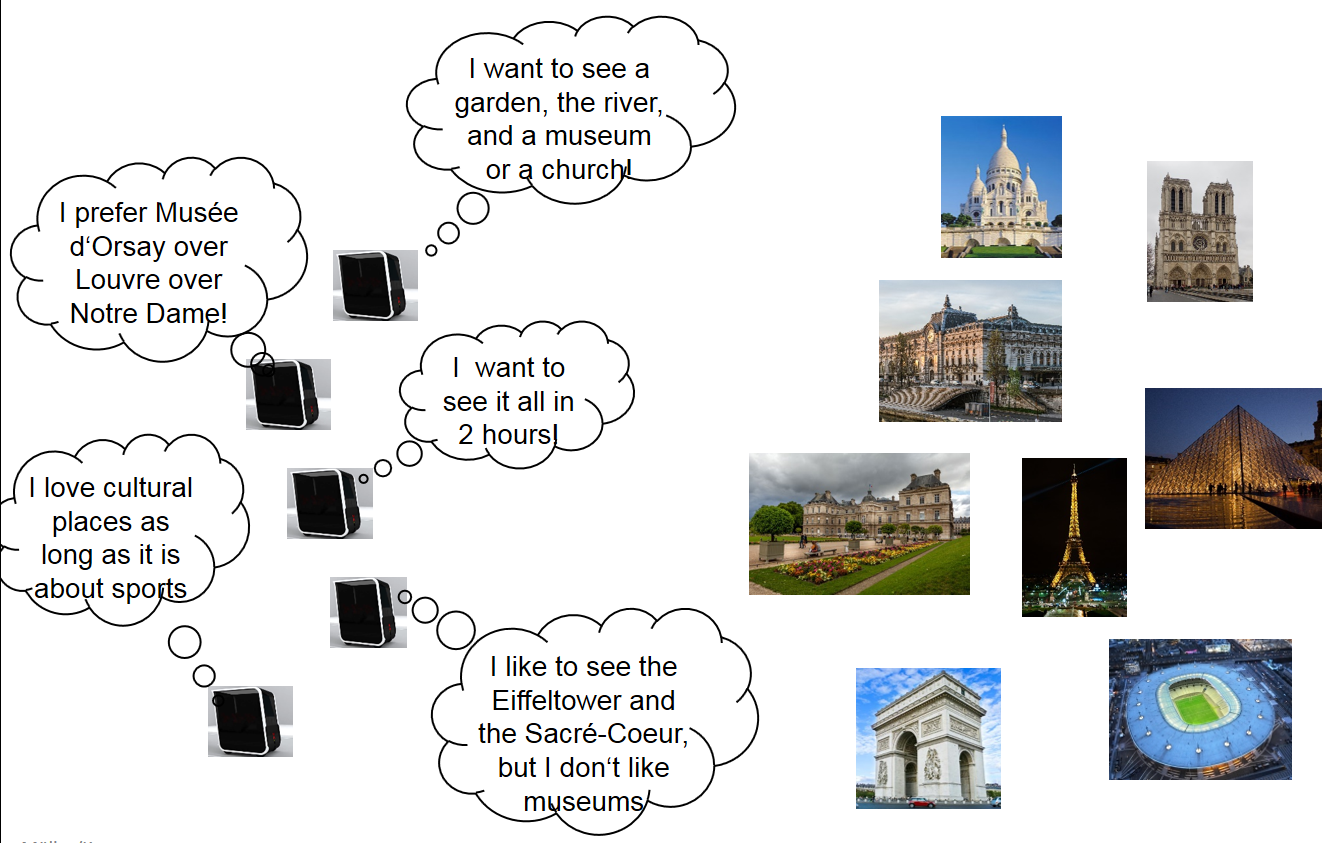 I want to see a
garden, the river,
and a museum
or a church!
I prefer Musée
d‘Orsay over
Louvre over
Notre Dame!
I  want to
see it all in
2 hours!
I love cultural
places as
long as it is
about sports
I like to see the
Eiffeltower and
the Sacré-Coeur,
but I don‘t like
museums